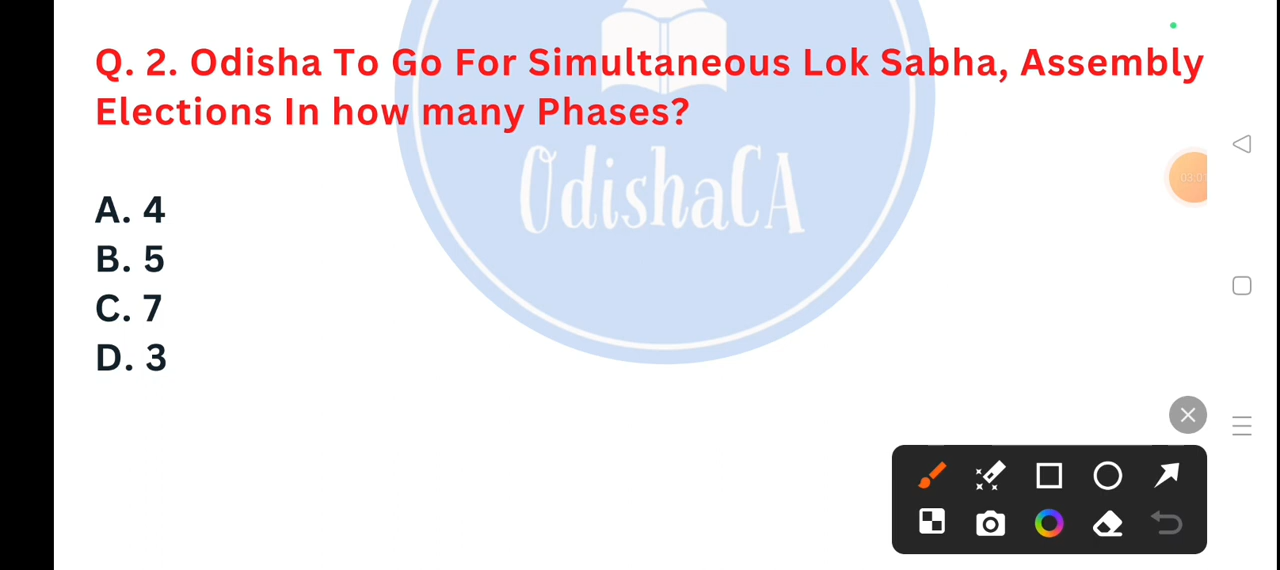 Q. 2. Odisha To Go For Simultaneous Lok Sabha, Assembly
Elections In how many Phases?
OdishaCA
A. 4
B. 5
C. 7
D. 3